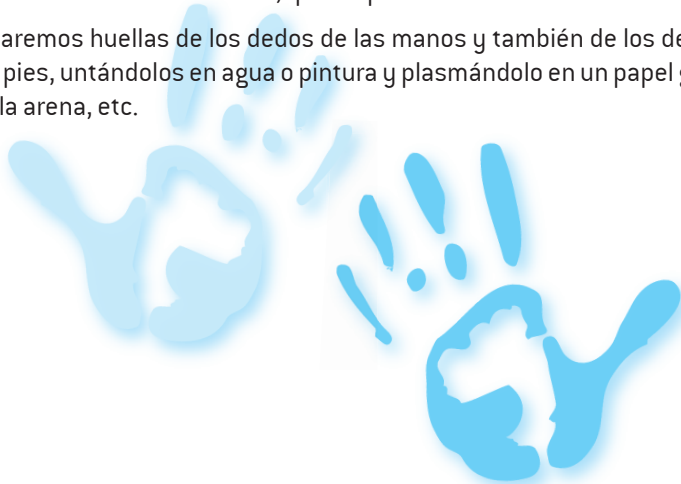 aremos huellas de los dedos de las manos y también de los de
pies, untándolos en agua o pintura y plasmándolo en un papel
la arena, etc.